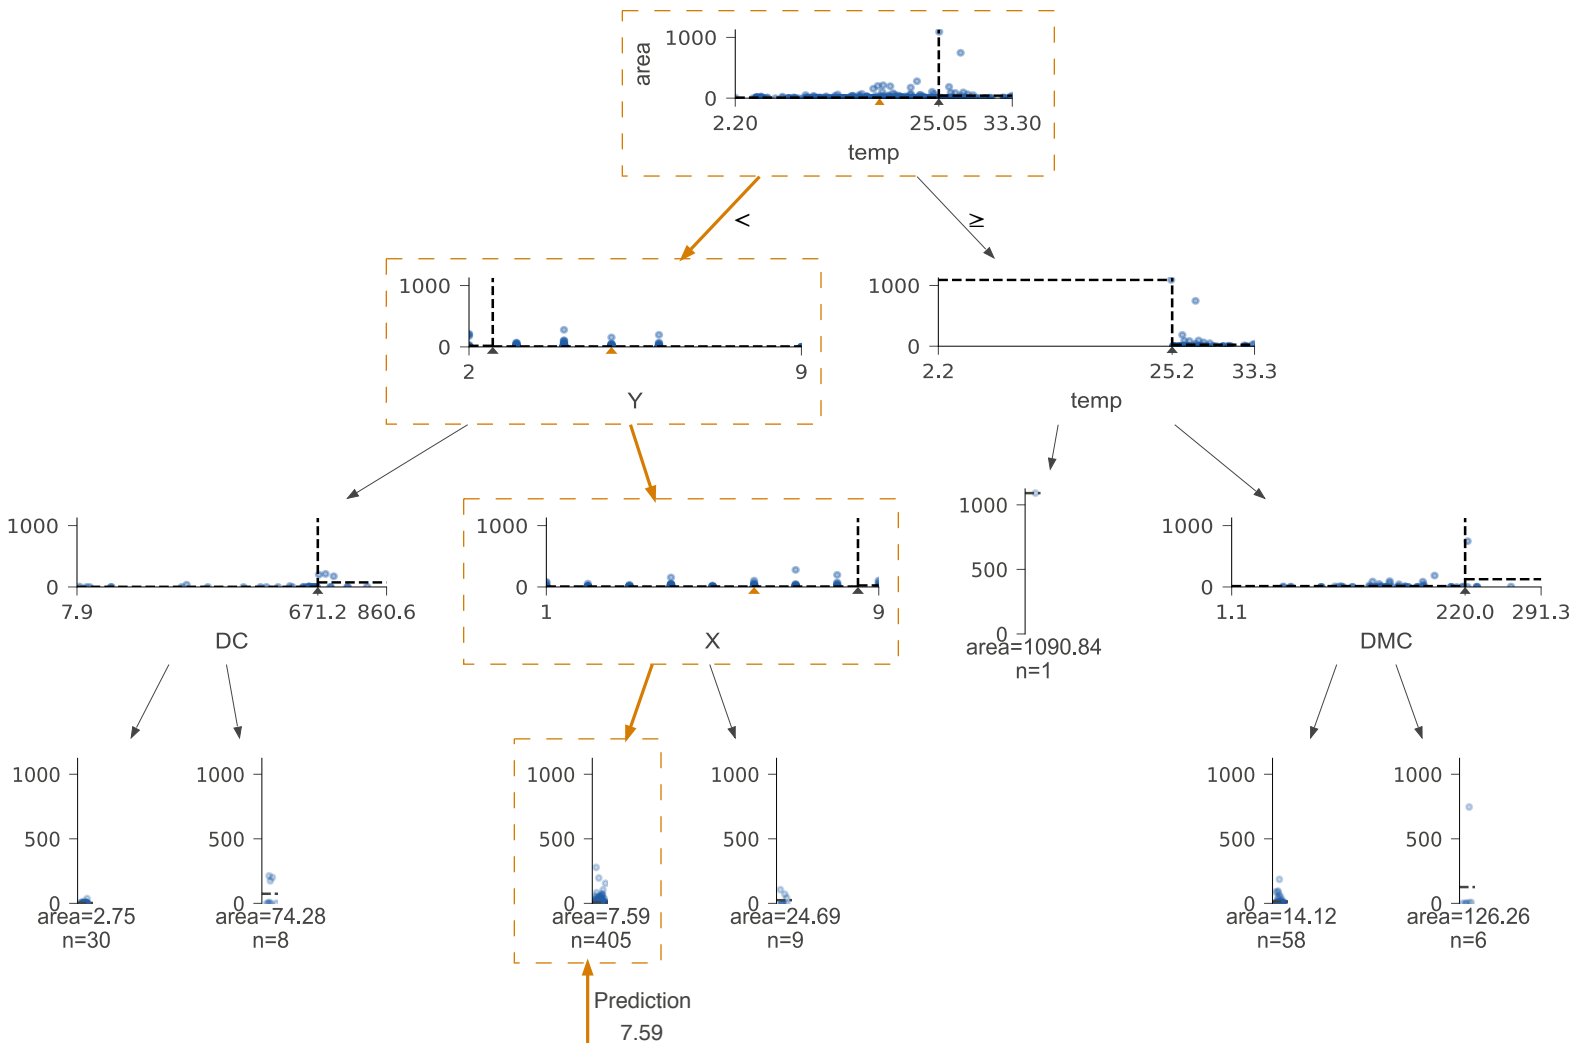 1000
area
0
2.20 25.05 33.30
temp
< ≥
1000
0
2 9
Y
1000
0
2.2 25.2 33.3
temp
1000
0
7.9 671.2 860.6
DC
1000
0
1 9
X
1000
500
0
area=1090.84
n=1
1000
0
1.1 220.0 291.3
DMC
1000
500
0
area=2.75
n=30
1000
500
0
area=74.28
n=8
1000
500
0
area=7.59
n=405
1000
500
0
area=24.69
n=9
1000
500
0
area=14.12
n=58
1000
500
0
area=126.26
n=6
Prediction
7.59